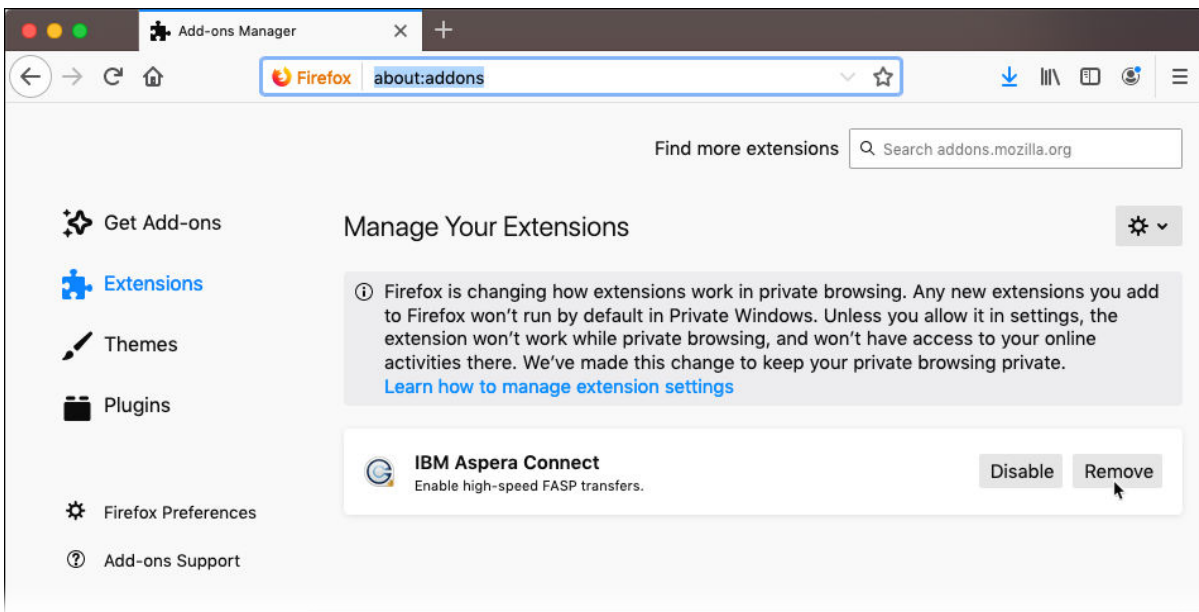 Add-ons Manager
Firefox about:addons
Find more extensions Search addons.mozilla.org
Get Add-ons
Extensions
Themes
Plugins
Firefox Preferences
Add-ons Support
Manage Your Extensions
Firefox is changing how extensions work in private browsing. Any new extensions you add
to Firefox won’t run by default in Private Windows. Unless you allow it in settings, the
extension won’t work while private browsing, and won’t have access to your online
activities there. We’ve made this change to keep your private browsing private.
Learn how to manage extension settings
IBM Aspera Connect
Enable high-speed FASP transfers.
Disable Remove